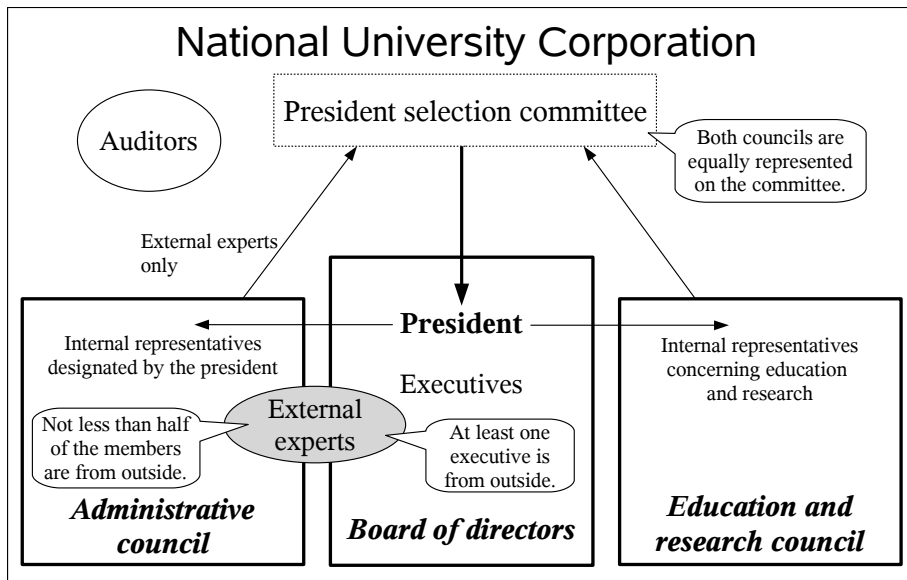 National University Corporation
President selection committee
Auditors
Both councils are
equally represented
on the committee.
External experts
only
President
Internal representatives
designated by the president
Internal representatives
concerning education
and research
Executives
External
experts
Not less than half
of the members
are from outside.
At least one
executive is
from outside.
Administrative
council
Board of directors
Education and
research council